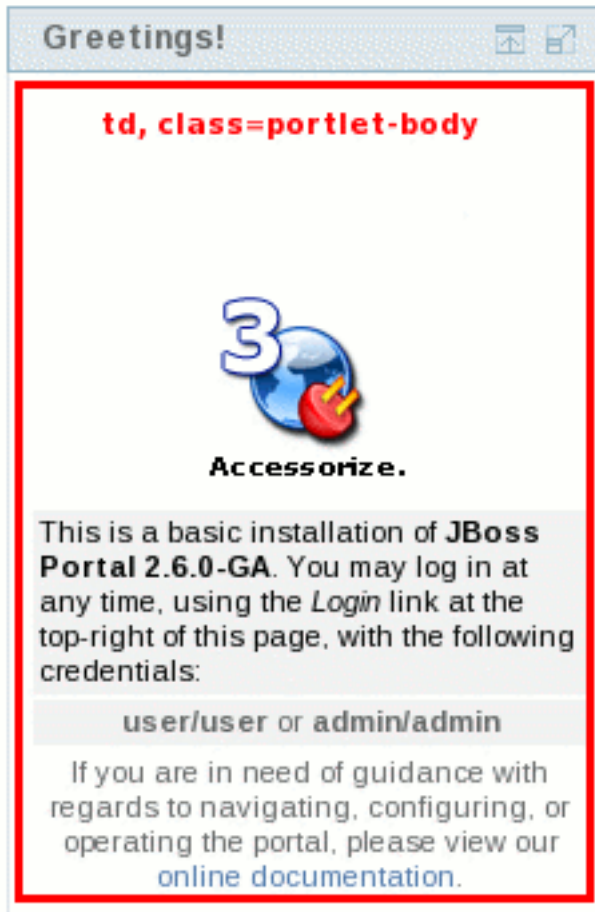 Greetings!
td, class=portlet-body
3
Accessorize.
This is a basic installation of JBoss
Portal 2.6.0-GA. You may log in at
any time, using the Login link at the
top-right of this page, with the following
credentials:
user/user or admin/admin
If you are in need of guidance with
regards to navigating, configuring, or
operating the portal, please view our
online documentation.